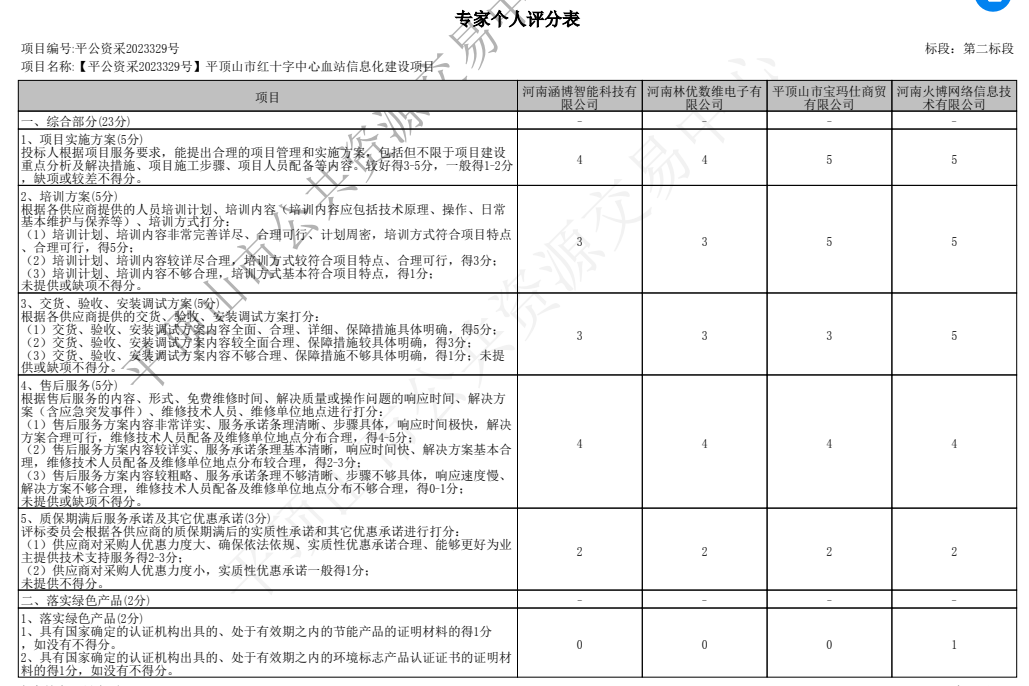 专家个人评分表
项目编号:平公资采2023329号
标段：第二标段
项目名称:【平公资采2023329号】平顶山市红十字中心血站信息化建设项目
项目
河南涵博智能科技有
限公司
河南林优数维电子有
限公司
平顶山市宝玛仕商贸
有限公司
河南火博网络信息技
术有限公司
一、综合部分(23分)
-
-
-
-
1、项目实施方案(5分)
投标人根据项目服务要求，能提出合理的项目管理和实施方案，包括但不限于项目建设
重点分析及解决措施、项目施工步骤、项目人员配备等内容。较好得3-5分，一般得1-2分
，缺项或较差不得分。
4
4
5
5
2、培训方案(5分)
根据各供应商提供的人员培训计划、培训内容（培训内容应包括技术原理、操作、日常
基本维护与保养等）、培训方式打分：
（1）培训计划、培训内容非常完善详尽、合理可行、计划周密，培训方式符合项目特点
、合理可行，得5分；
（2）培训计划、培训内容较详尽合理，培训方式较符合项目特点、合理可行，得3分；
（3）培训计划、培训内容不够合理，培训方式基本符合项目特点，得1分；
未提供或缺项不得分。
3
3
5
5
3、交货、验收、安装调试方案(5分)
根据各供应商提供的交货、验收、安装调试方案打分：
（1）交货、验收、安装调试方案内容全面、合理、详细、保障措施具体明确，得5分；
（2）交货、验收、安装调试方案内容较全面合理、保障措施较具体明确，得3分；
（3）交货、验收、安装调试方案内容不够合理、保障措施不够具体明确，得1分；未提
供或缺项不得分。
3
3
3
5
4、售后服务(5分)
根据售后服务的内容、形式、免费维修时间、解决质量或操作问题的响应时间、解决方
案（含应急突发事件）、维修技术人员、维修单位地点进行打分：
（1）售后服务方案内容非常详实、服务承诺条理清晰、步骤具体，响应时间极快，解决
方案合理可行，维修技术人员配备及维修单位地点分布合理，得4-5分；
（2）售后服务方案内容较详实、服务承诺条理基本清晰，响应时间快、解决方案基本合
理，维修技术人员配备及维修单位地点分布较合理，得2-3分；
（3）售后服务方案内容较粗略、服务承诺条理不够清晰、步骤不够具体，响应速度慢、
解决方案不够合理，维修技术人员配备及维修单位地点分布不够合理，得0-1分；
未提供或缺项不得分。
4
4
4
4
5、质保期满后服务承诺及其它优惠承诺(3分)
评标委员会根据各供应商的质保期满后的实质性承诺和其它优惠承诺进行打分：
（1）供应商对采购人优惠力度大、确保依法依规、实质性优惠承诺合理、能够更好为业
主提供技术支持服务得2-3分；
（2）供应商对采购人优惠力度小，实质性优惠承诺一般得1分；
未提供不得分。
2
2
2
2
二、落实绿色产品(2分)
-
-
-
-
1、落实绿色产品(2分)
1、具有国家确定的认证机构出具的、处于有效期之内的节能产品的证明材料的得1分
，如没有不得分。
2、具有国家确定的认证机构出具的、处于有效期之内的环境标志产品认证证书的证明材
料的得1分，如没有不得分。
0
0
0
1
平顶山市公共资源交易中心
平顶山市公共资源交易中心